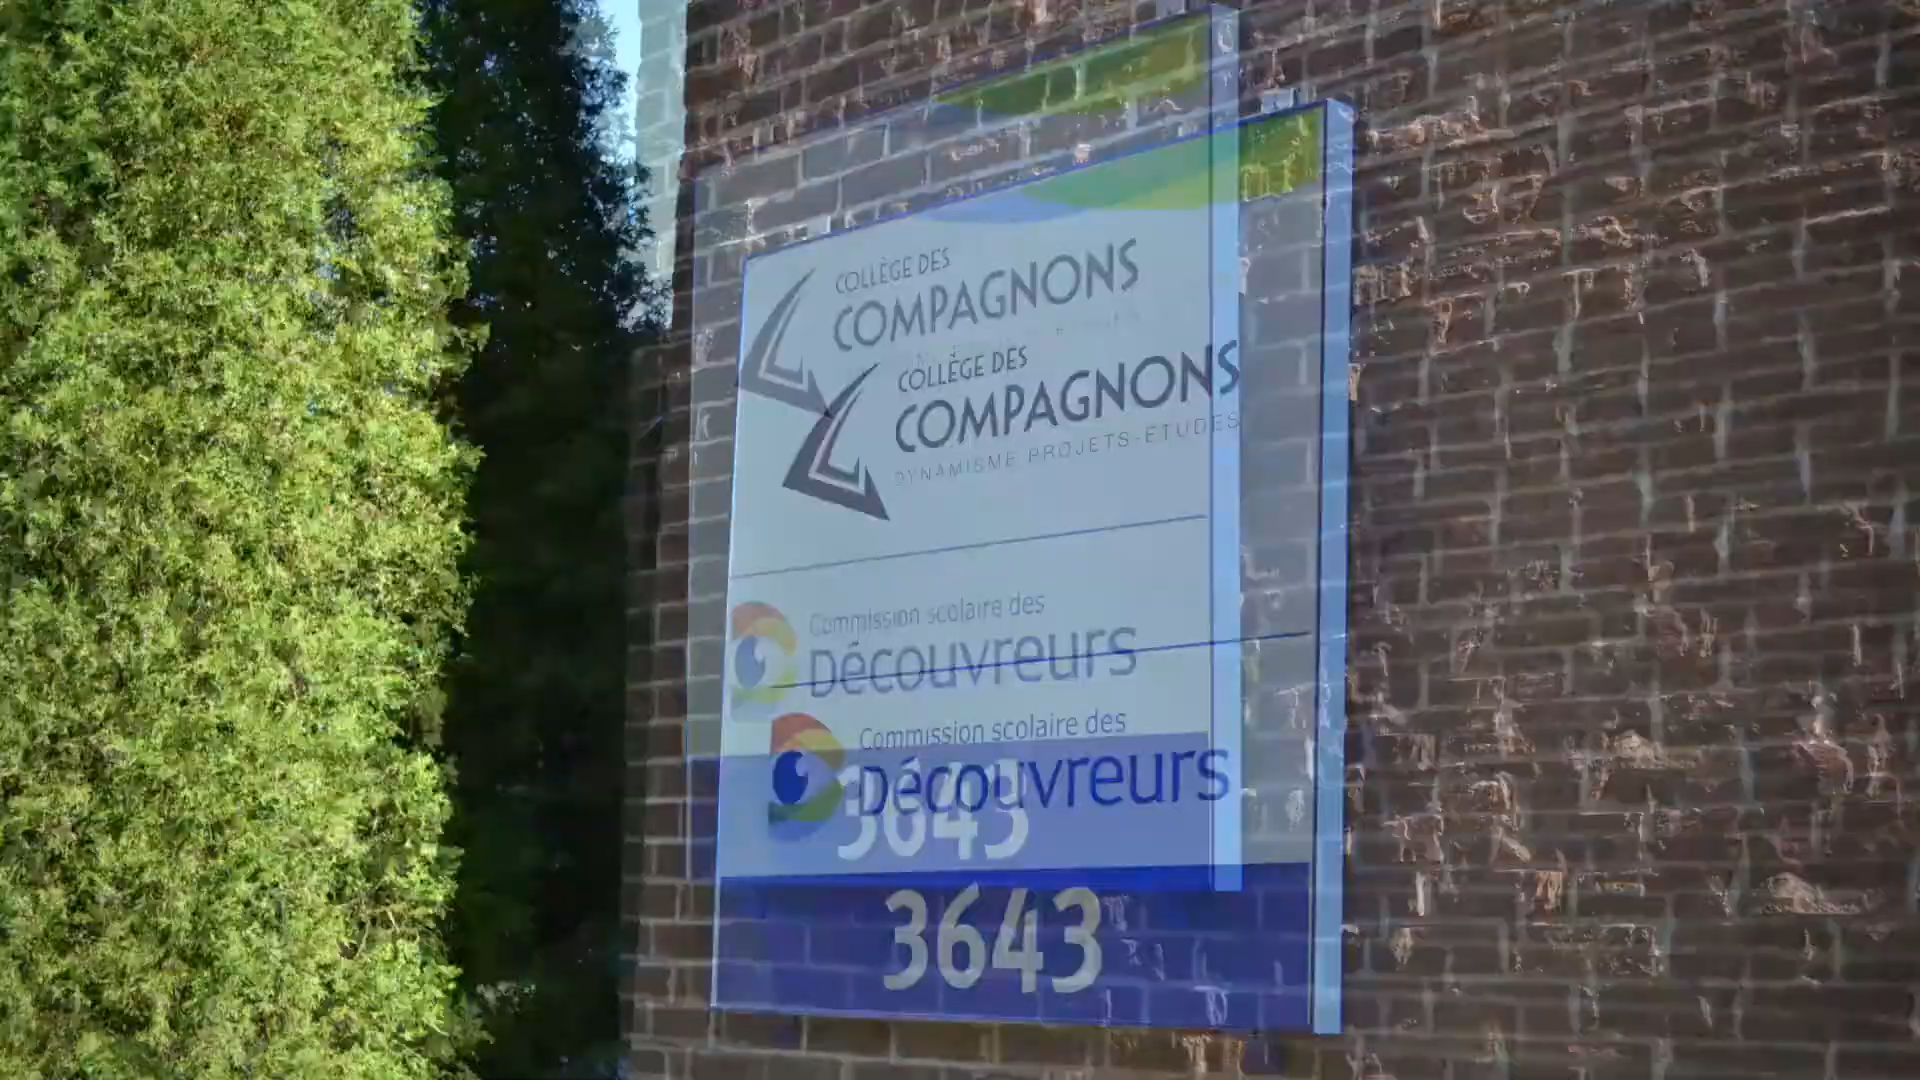 COLLÈGE DES
COMPAGNONS
COLLÈGE DES
COMPAGNONS
DYNAMISME PROJETS-ÉTUDES
Commission scolaire des
Découvreurs
Commission scolaire des
Découvreurs
3643
3643